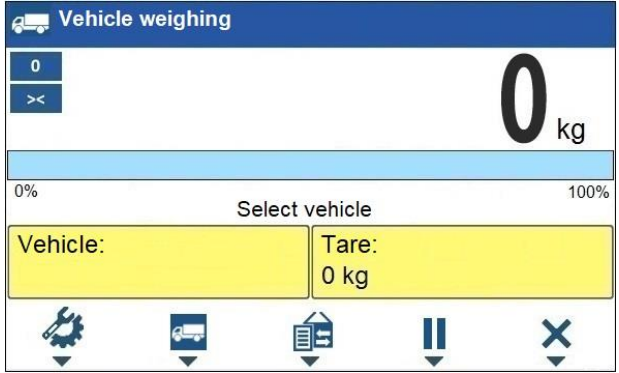 Vehicle weighing
0
><
0 kg
0% 100%
Select vehicle
Vehicle: Tare:
0 kg